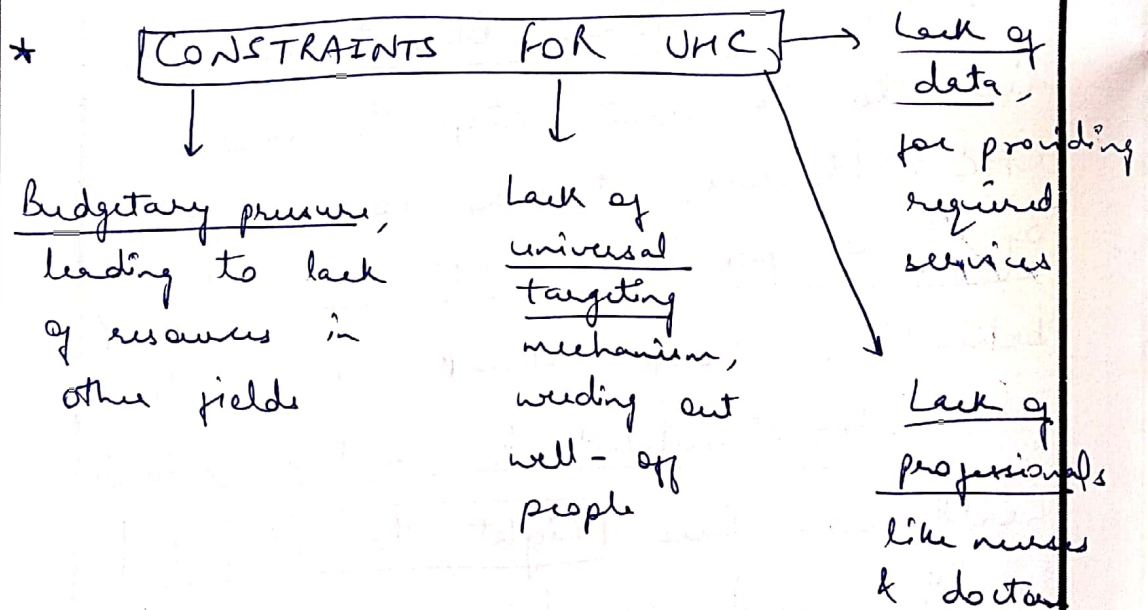 * CONSTRAINTS FOR UHC
Budgetary pressure,
leading to lack
of resources in
other fields
Lack of
universal
targeting
mechanism,
weeding out
well-off
people
Lack of
data,
for providing
required
services
Lack of
professionals
like nurses
& doctors